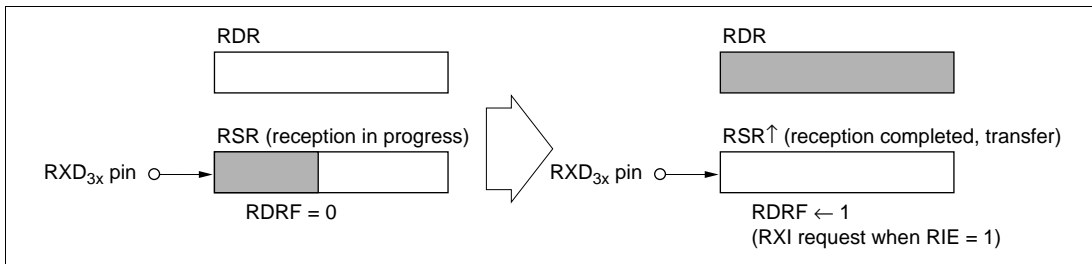 RDR
RSR (reception in progress)
RXD3x pin
RDRF = 0
RDR
RSR↑ (reception completed, transfer)
RXD3x pin
RDRF ← 1
(RXI request when RIE = 1)